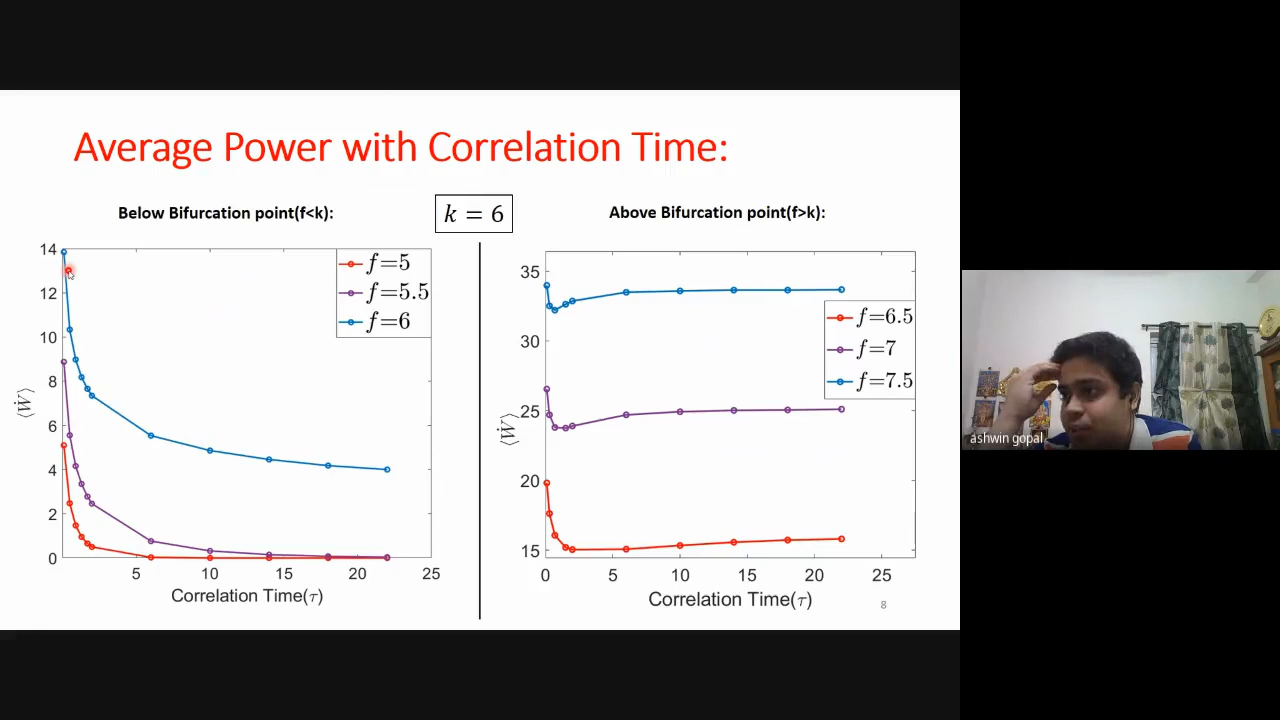 Average Power with Correlation Time:
Below Bifurcation point(f<k):
k = 6
Above Bifurcation point(f>k):
14
12
10
8
6
4
2
0
5
10
15
20
25
⟨Ẇ⟩
Correlation Time(τ)
f=5
f=5.5
f=6
35
30
25
20
15
0
5
10
15
20
25
⟨Ẇ⟩
Correlation Time(τ)
f=6.5
f=7
f=7.5
8
ashwin gopal